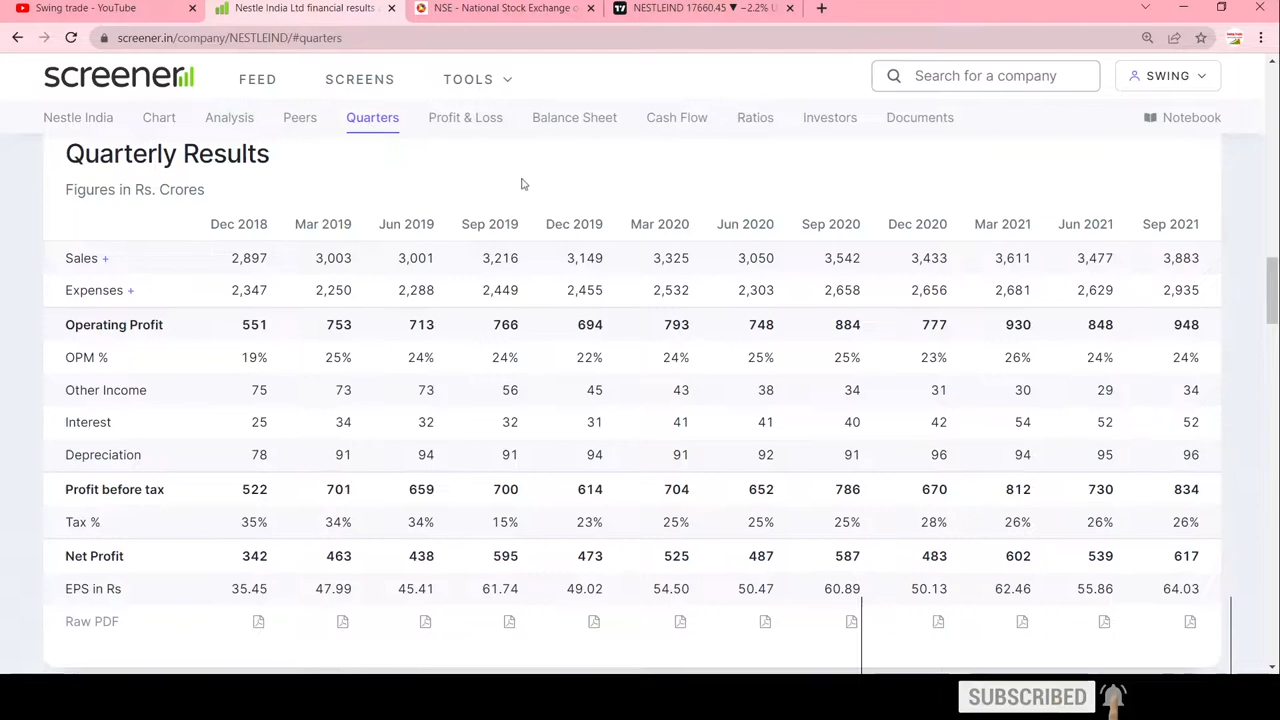 Swing trade - YouTube
Nestle India Ltd financial results a
NSE - National Stock Exchange o
NESTLEIND 17660.45 ▼ −2.2% U
screener.in/company/NESTLEIND/#quarters
screener FEED SCREENS TOOLS Search for a company SWING
Nestle India Chart Analysis Peers Quarters Profit & Loss Balance Sheet Cash Flow Ratios Investors Documents Notebook
Quarterly Results
Figures in Rs. Crores
Dec 2018 Mar 2019 Jun 2019 Sep 2019 Dec 2019 Mar 2020 Jun 2020 Sep 2020 Dec 2020 Mar 2021 Jun 2021 Sep 2021
Sales + 2,897 3,003 3,001 3,216 3,149 3,325 3,050 3,542 3,433 3,611 3,477 3,883
Expenses + 2,347 2,250 2,288 2,449 2,455 2,532 2,303 2,658 2,656 2,681 2,629 2,935
Operating Profit 551 753 713 766 694 793 748 884 777 930 848 948
OPM % 19% 25% 24% 24% 22% 24% 25% 25% 23% 26% 24% 24%
Other Income 75 73 73 56 45 43 38 34 31 30 29 34
Interest 25 34 32 32 31 41 41 40 42 54 52 52
Depreciation 78 91 94 91 94 91 92 91 96 94 95 96
Profit before tax 522 701 659 700 614 704 652 786 670 812 730 834
Tax % 35% 34% 34% 15% 23% 25% 25% 25% 28% 26% 26% 26%
Net Profit 342 463 438 595 473 525 487 587 483 602 539 617
EPS in Rs 35.45 47.99 45.41 61.74 49.02 54.50 50.47 60.89 50.13 62.46 55.86 64.03
Raw PDF
SUBSCRIBED